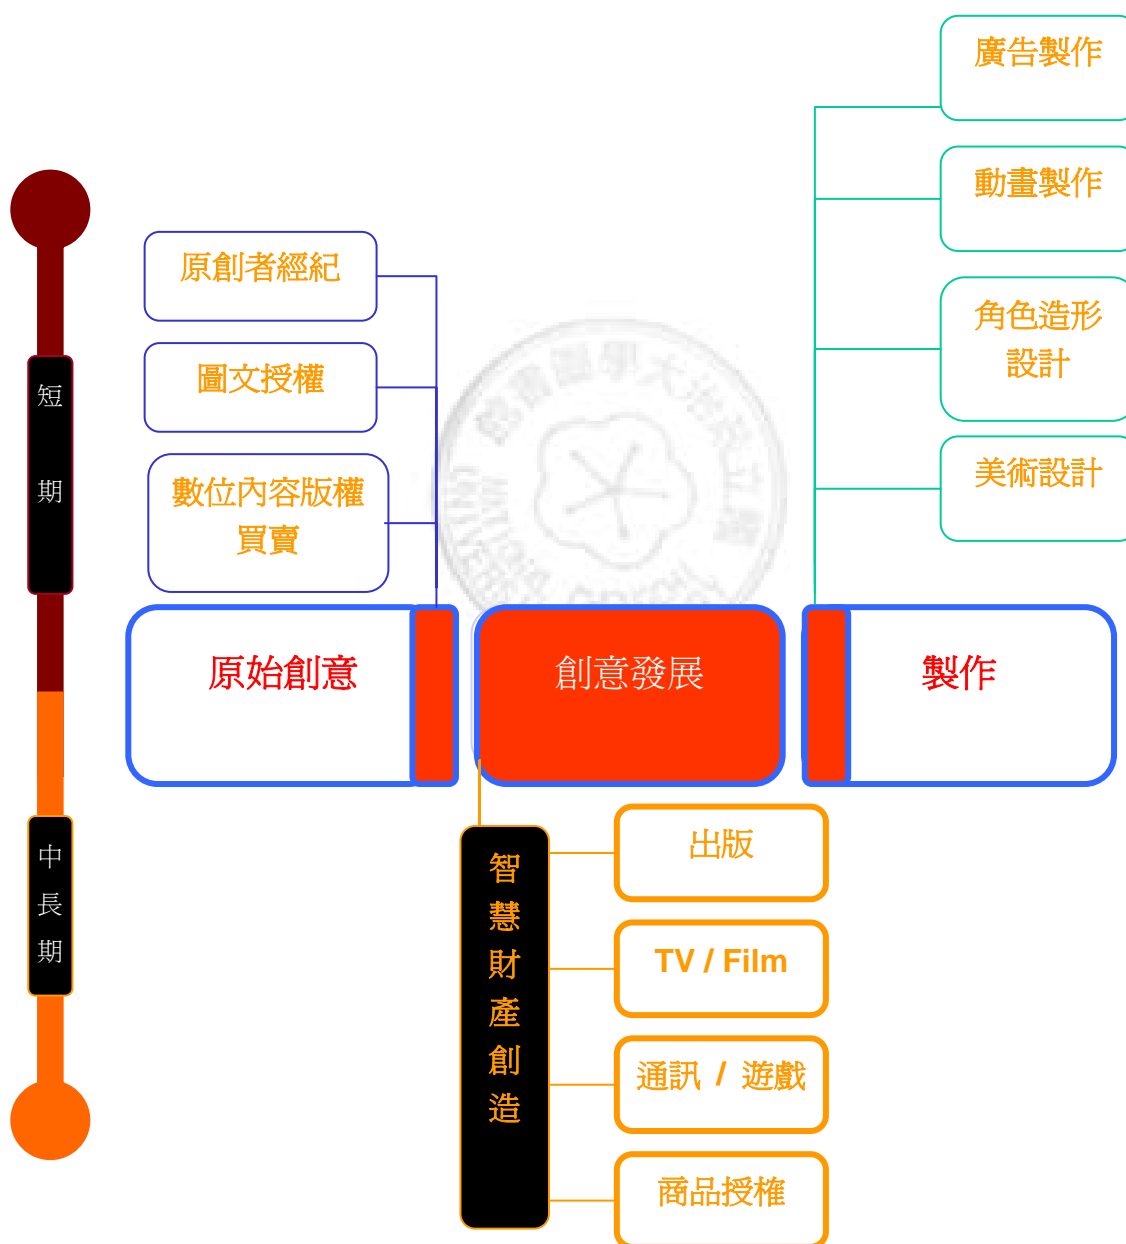 廣告製作
動畫製作
角色造形
設計
美術設計
原創者經紀
圖文授權
數位內容版權
買賣
短
期
原始創意
創意發展
製作
中
長
期
智
慧
財
產
創
造
出版
TV / Film
通訊 / 遊戲
商品授権